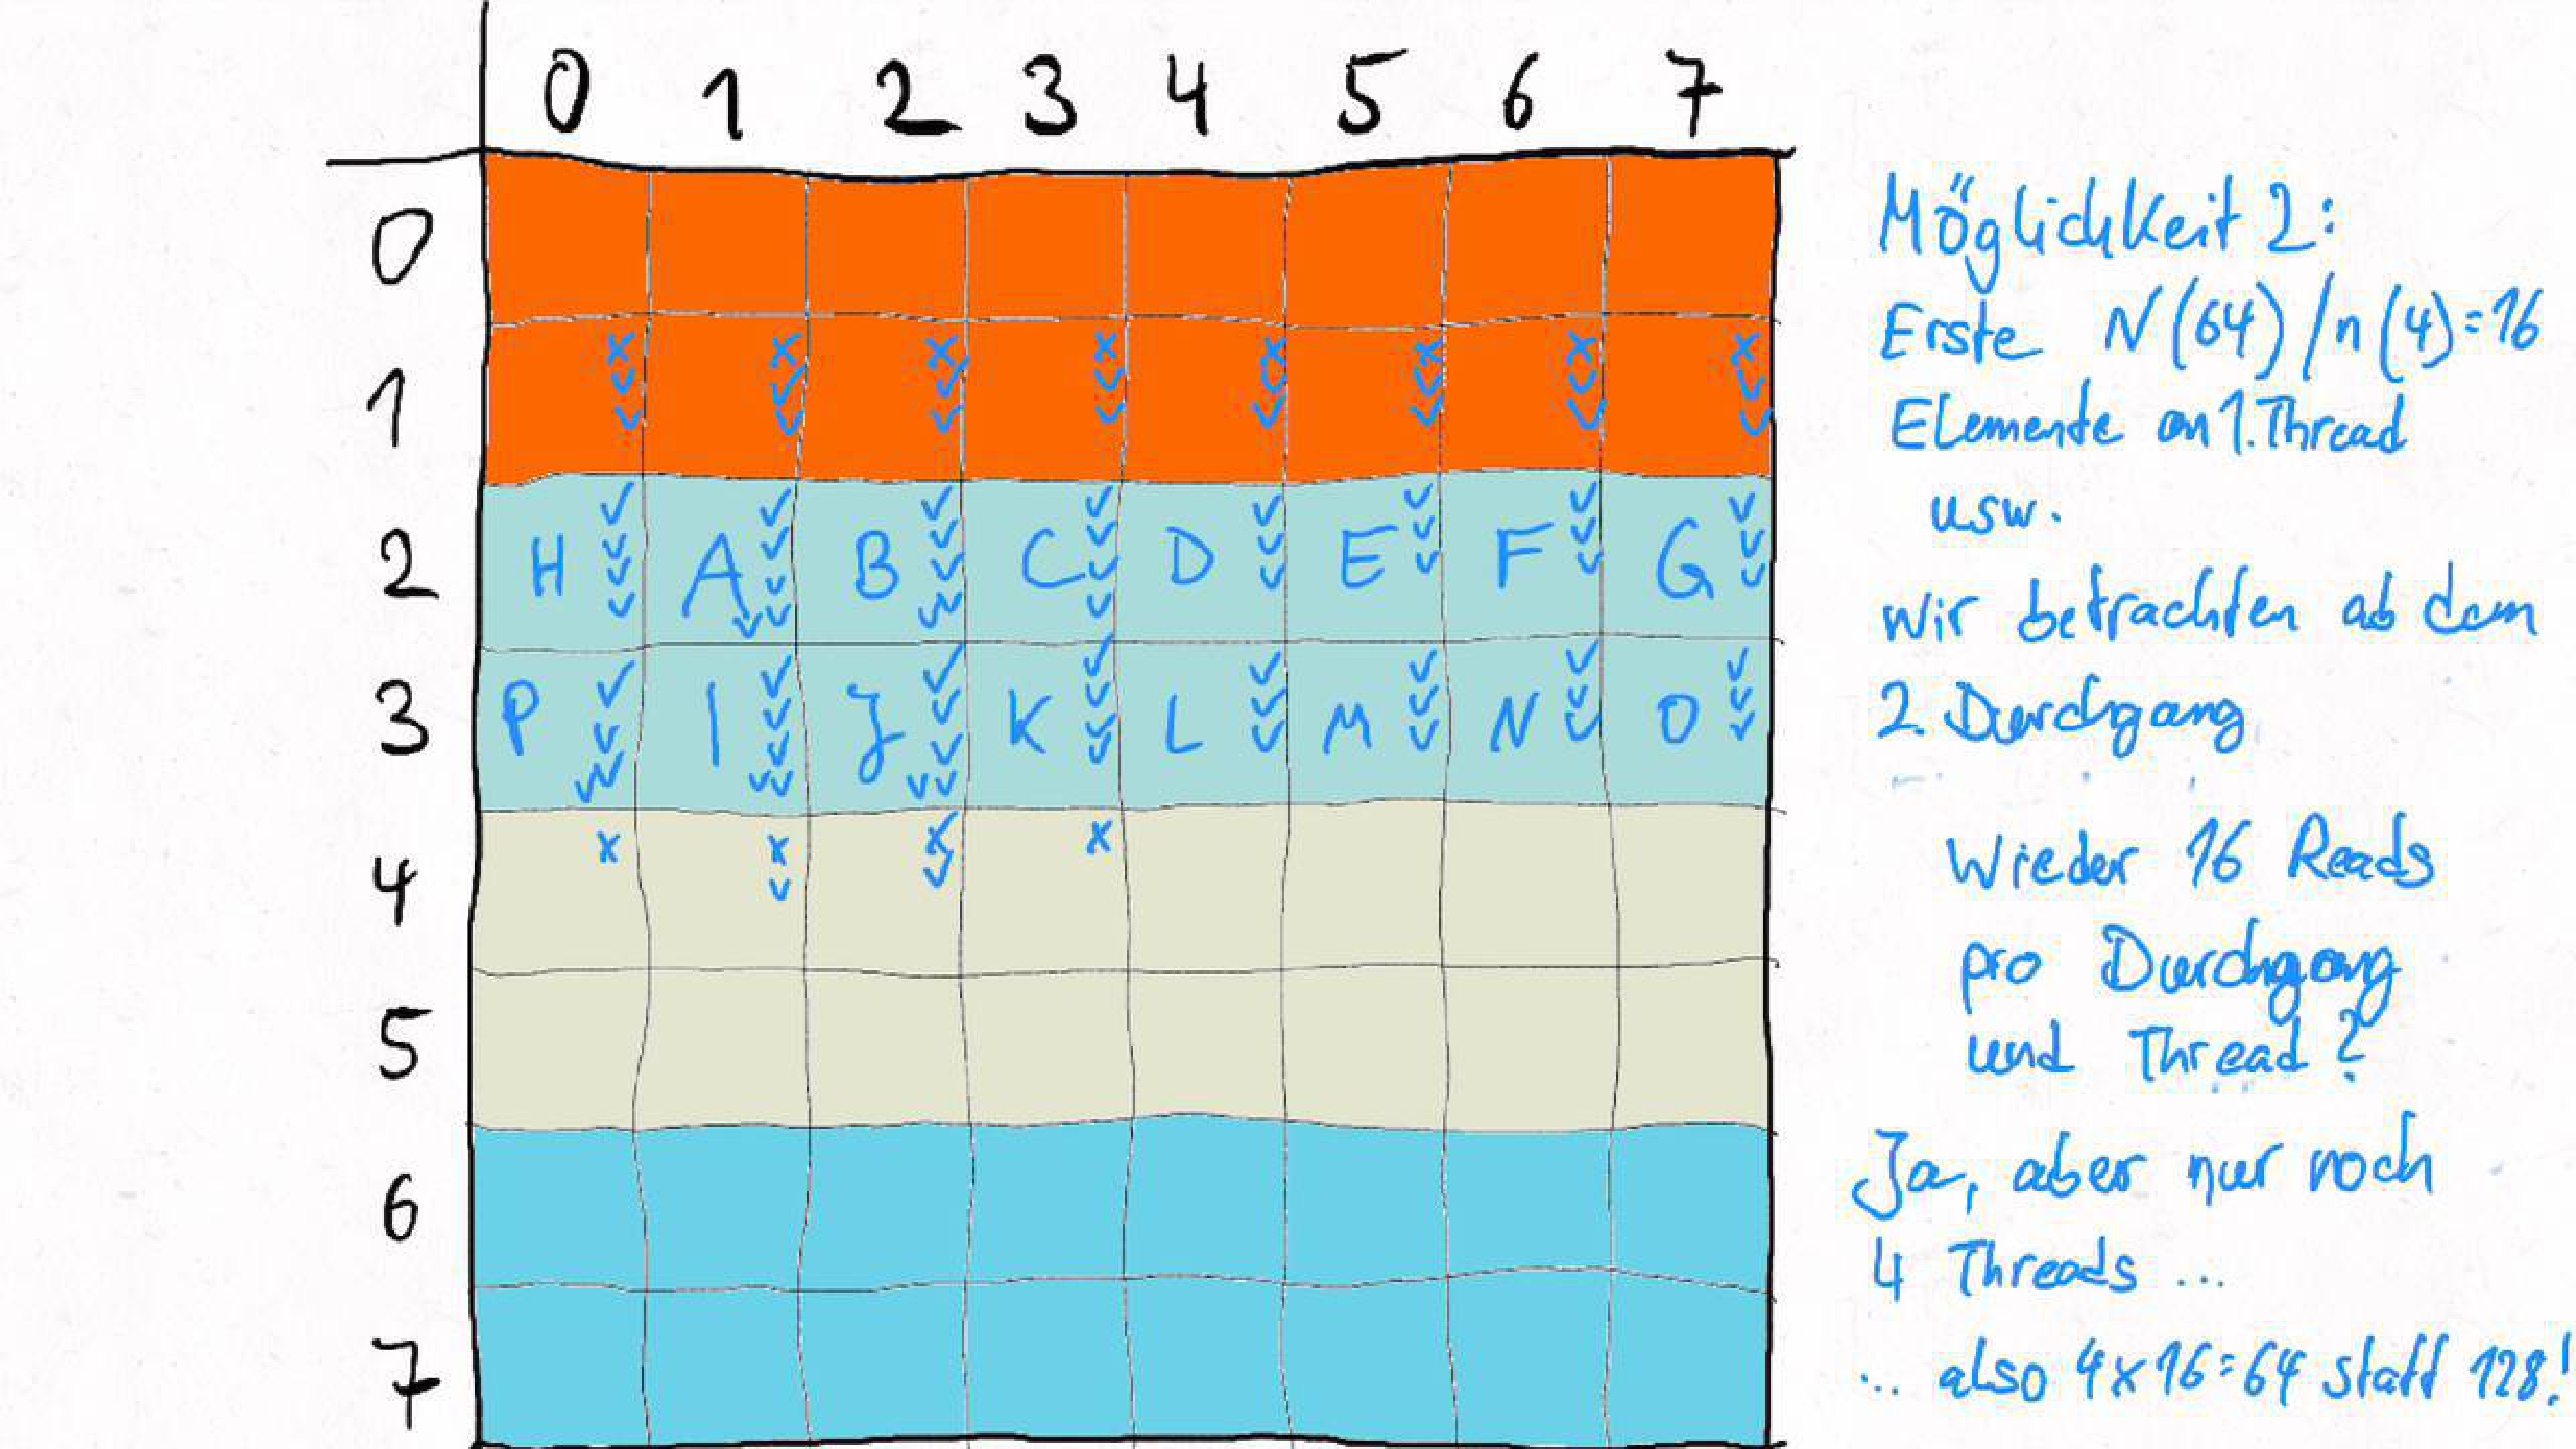 0 1 2 3 4 5 6 7
0
1
2 H A B C D E F G
3 P I J K L M N O
4
5
6
7
Möglichkeit 2:
Erste N(64)/n(4)=16
Elemente an 1. Thread
usw.
Wir betrachten ab dem
2. Durchgang
Wieder 16 Reads
pro Durchgang
und Thread?
Ja, aber nur noch
4 Threads ...
... also 4x16=64 statt 128!